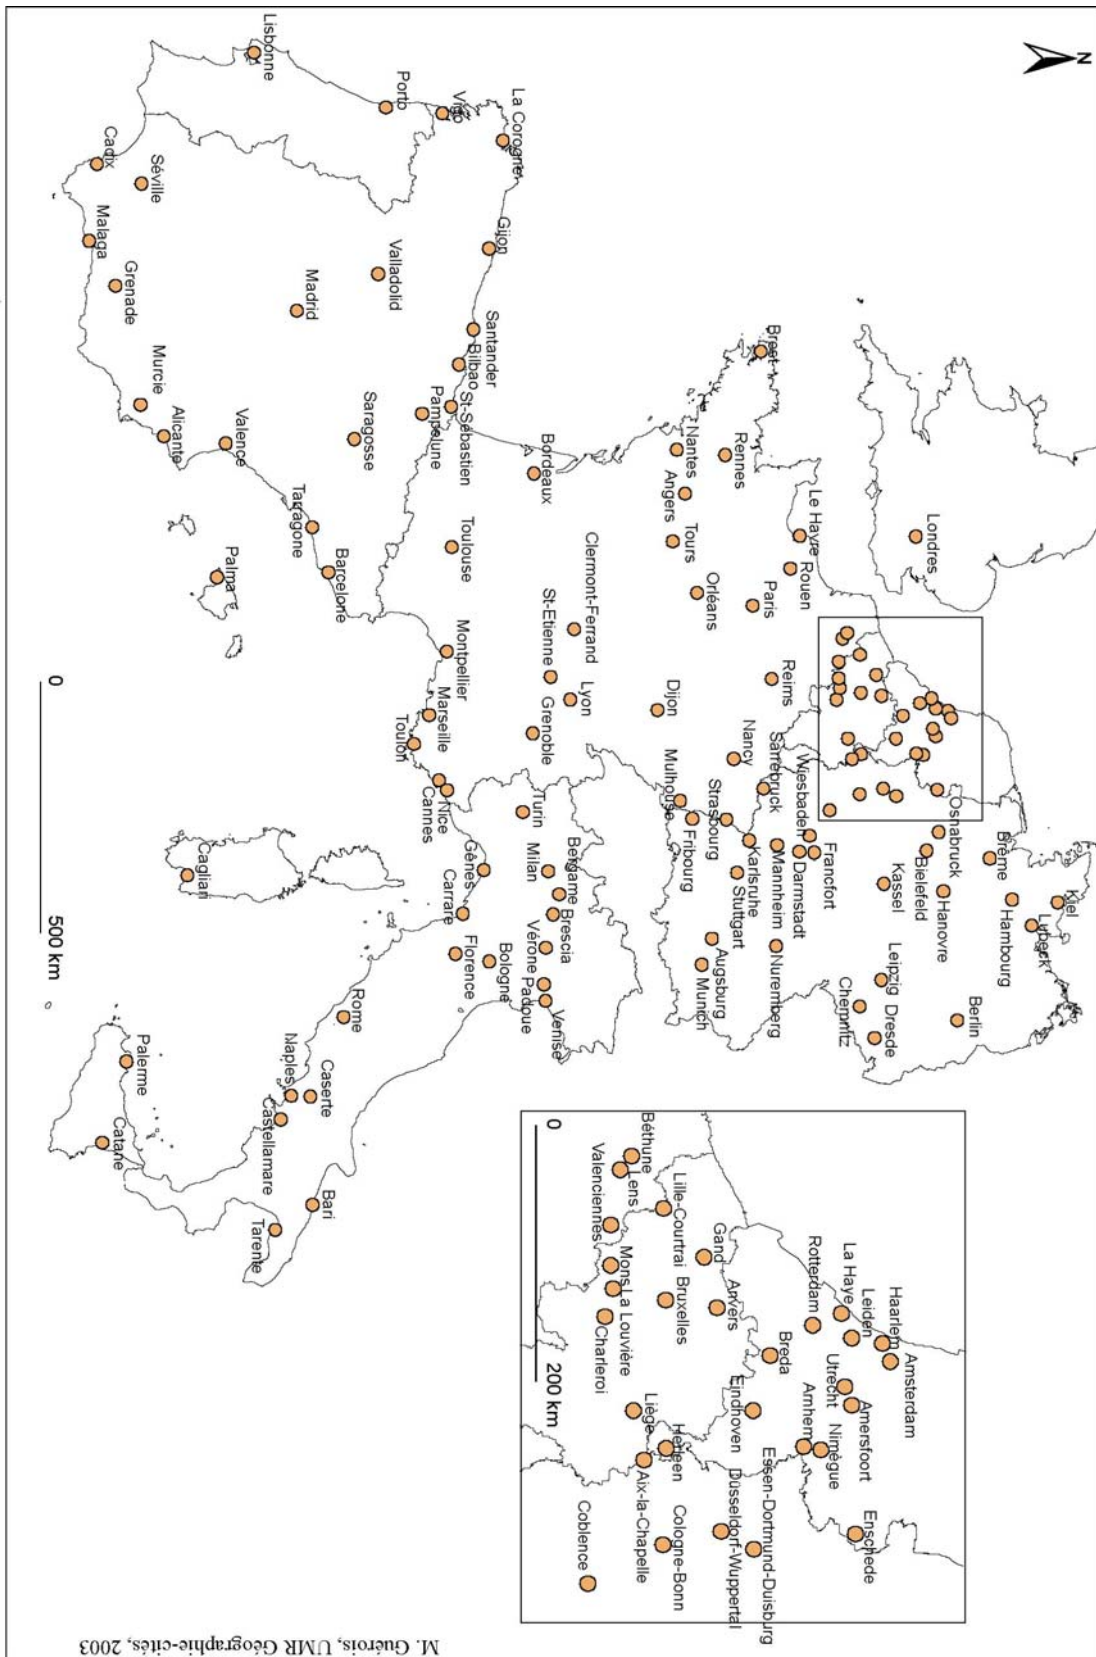 N
Londres
Kiel
Lubeck
Hambourg
Brême
Berlin
Osnabruck
Hanovre
Bielefeld
Kassel
Leipzig
Dresde
Chemnitz
Le Havre
Rouen
Brest
Rennes
Paris
Reims
Nantes
Angers
Tours
Orléans
Nancy
Sarrebruck
Wiesbaden
Francfort
Darmstadt
Mannheim
Karlsruhe
Strasbourg
Stuttgart
Nuremberg
Augsburg
Munich
Mulhouse
Fribourg
Dijon
Clermont-Ferrand
Lyon
St-Etienne
Grenoble
Bordeaux
Toulouse
Montpellier
Marseille
Toulon
Cannes
Nice
Turin
Milan
Bergame
Brescia
Vérone
Padoue
Venise
Gênes
Carrare
Bologne
Florence
Rome
Caserte
Naples
Castellamare
Bari
Tarente
Palerme
Catane
Cagliari
La Corogne
Vigo
Porto
Lisbonne
Gijon
Santander
Bilbao
St-Sébastien
Pampelune
Valladolid
Madrid
Saragosse
Tarragone
Barcelone
Palma
Valence
Alicante
Murcie
Grenade
Malaga
Séville
Cadix
0 500 km
Haarlem
Amsterdam
Leiden
La Haye
Rotterdam
Utrecht
Amersfoort
Enschede
Nimègue
Arnhem
Breda
Eindhoven
Essen-Dortmund-Duisburg
Düsseldorf-Wuppertal
Anvers
Gand
Bruxelles
Lille-Courtrai
Béthune
Lens
Valenciennes
Mons
La Louvière
Charleroi
Liège
Herleen
Aix-la-Chapelle
Cologne-Bonn
Coblence
0 200 km
M. Guérois, UMR Géographie-cités, 2003